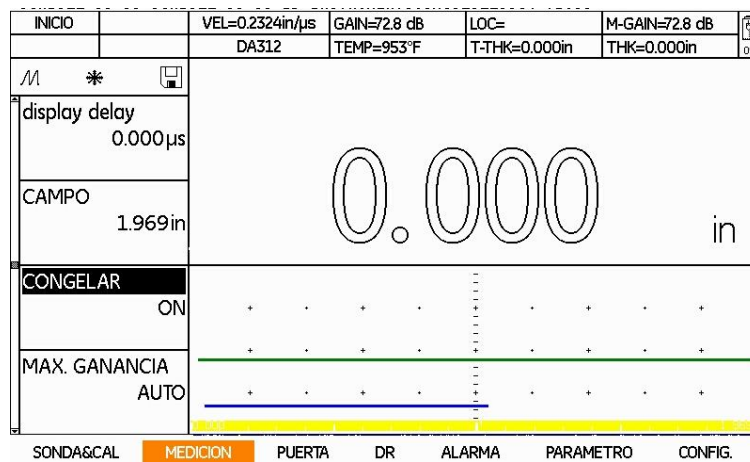 INICIO VEL=0.2324in/µs GAIN=72.8 dB LOC= M-GAIN=72.8 dB
DA312 TEMP=953°F T-THK=0.000in THK=0.000in
display delay
0.000µs
CAMPO
1.969in
0.000 in
CONGELAR
ON
MAX. GANANCIA
AUTO
SONDA&CAL MEDICION PUERTA DR ALARMA PARAMETRO CONFIG.